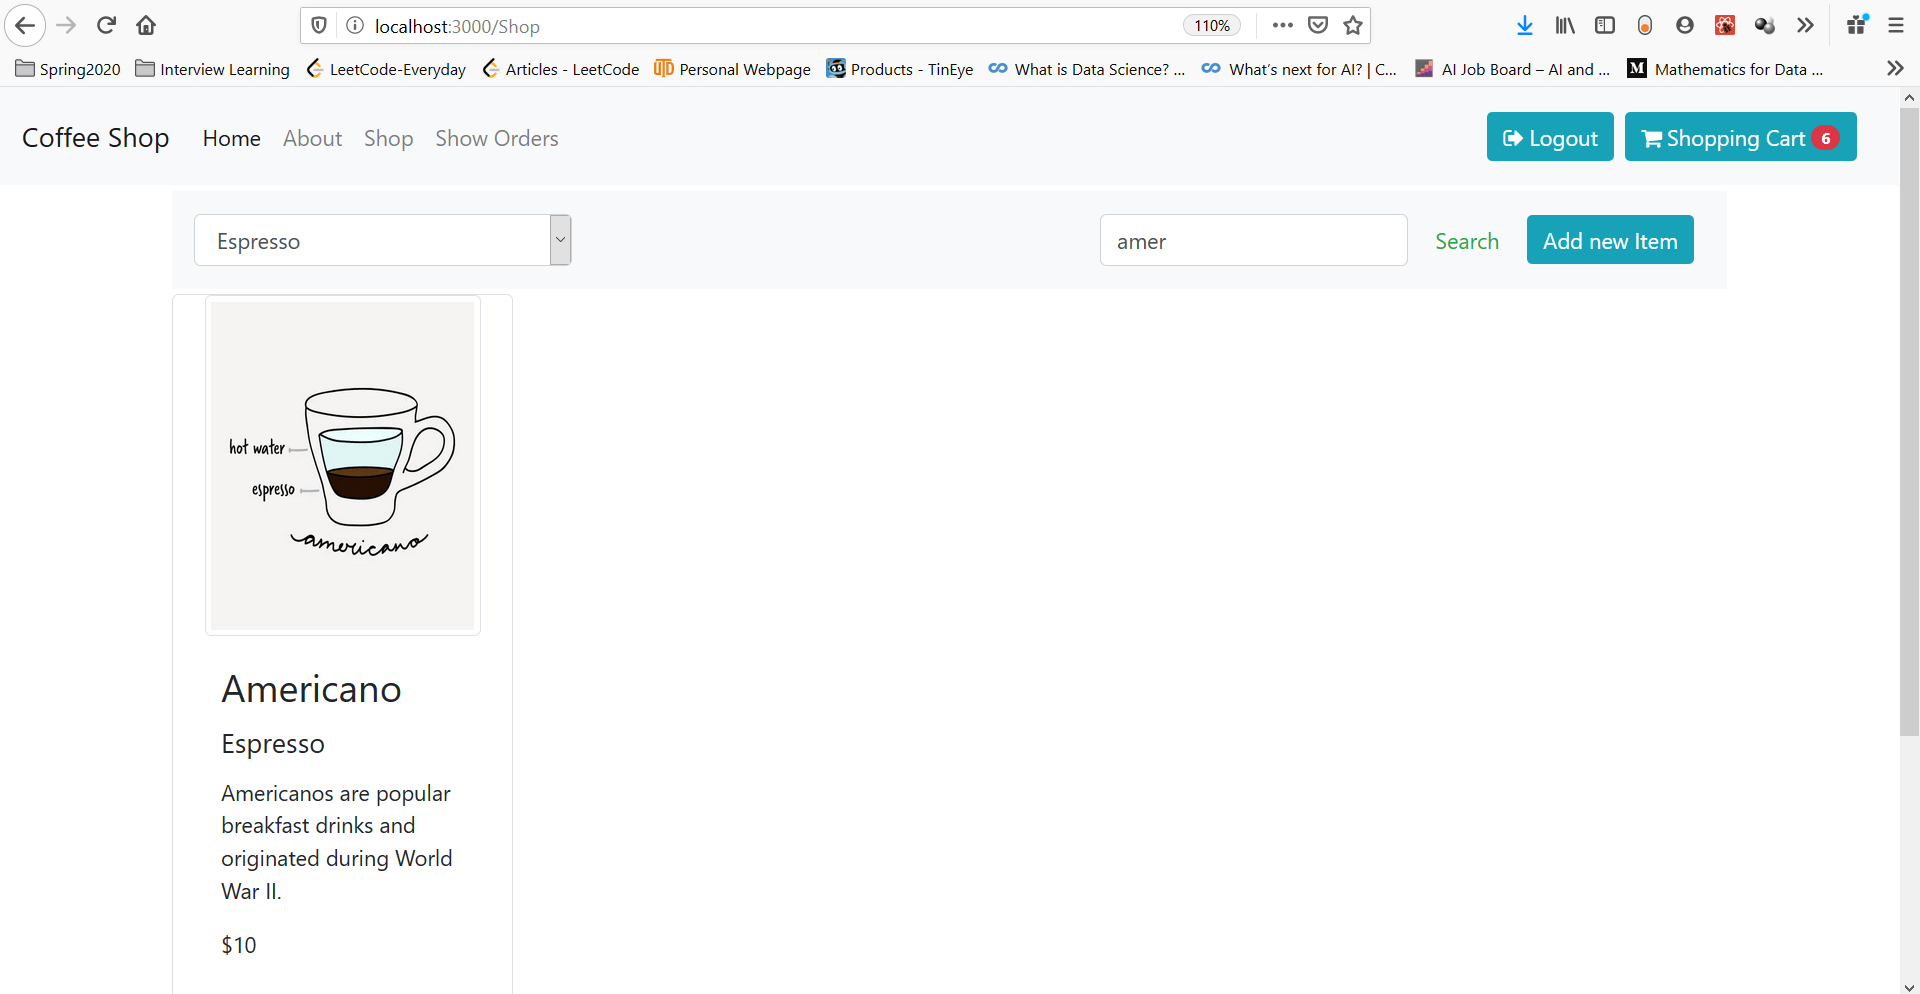 localhost:3000/Shop
110%
Spring2020
Interview Learning
LeetCode-Everyday
Articles - LeetCode
Personal Webpage
Products - TinEye
What is Data Science? ...
What's next for AI? | C...
AI Job Board – AI and ...
M
Mathematics for Data ...
Coffee Shop
Home
About
Shop
Show Orders
Logout
Shopping Cart 6
Espresso
amer
Search
Add new Item
hot water
espresso
americano
Americano
Espresso
Americanos are popular
breakfast drinks and
originated during World
War II.
$10